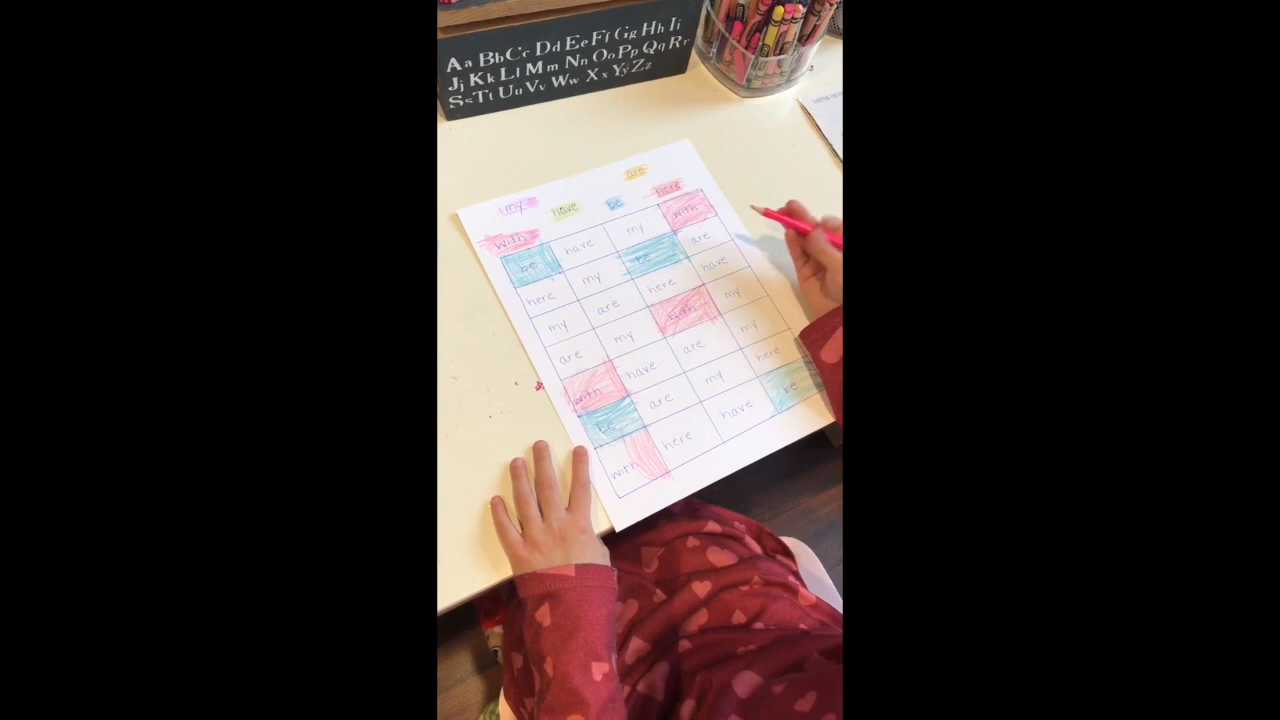 Aa Bb Cc Dd Ee Ff Gg Hh Ii
Jj Kk Ll Mm Nn Oo Pp Qq Rr
Ss Tt Uu Vv Ww Xx Yy Zz
are
my have be here
with
be have my with
here my be are
my are here have
are my with my
with have are my
be are my here
with here have be